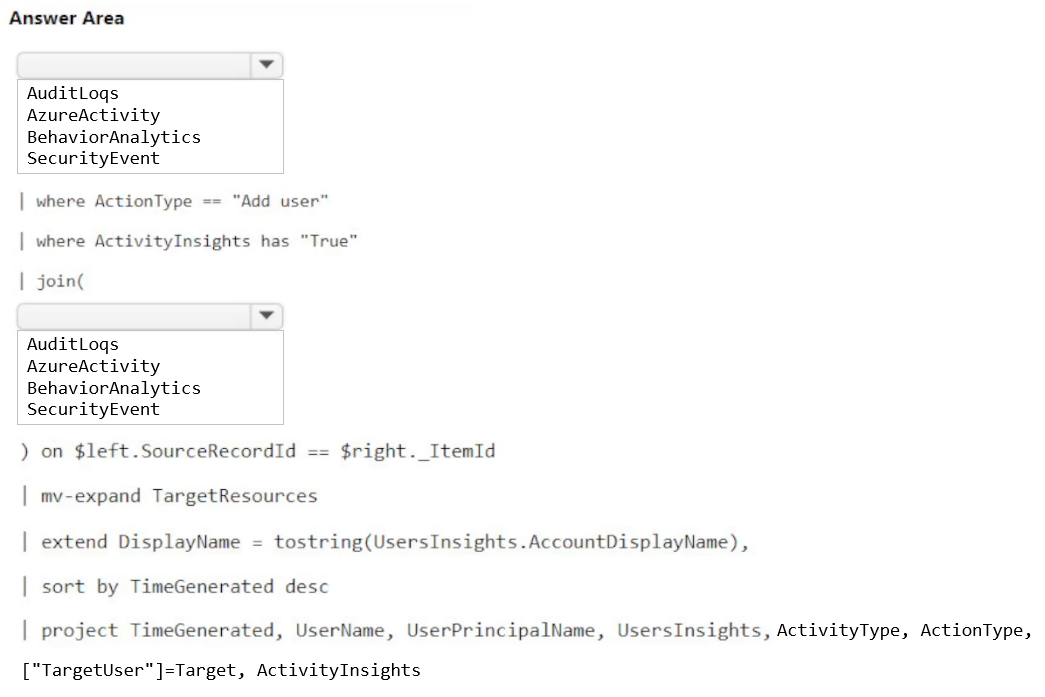 Answer Area
AuditLoqs
AzureActivity
BehaviorAnalytics
SecurityEvent
| where ActionType == "Add user"
| where ActivityInsights has "True"
| join(
AuditLoqs
AzureActivity
BehaviorAnalytics
SecurityEvent
) on $left.SourceRecordId == $right._ItemId
| mv-expand TargetResources
| extend DisplayName = tostring(UsersInsights.AccountDisplayName),
| sort by TimeGenerated desc
| project TimeGenerated, UserName, UserPrincipalName, UsersInsights, ActivityType, ActionType,
["TargetUser"]=Target, ActivityInsights